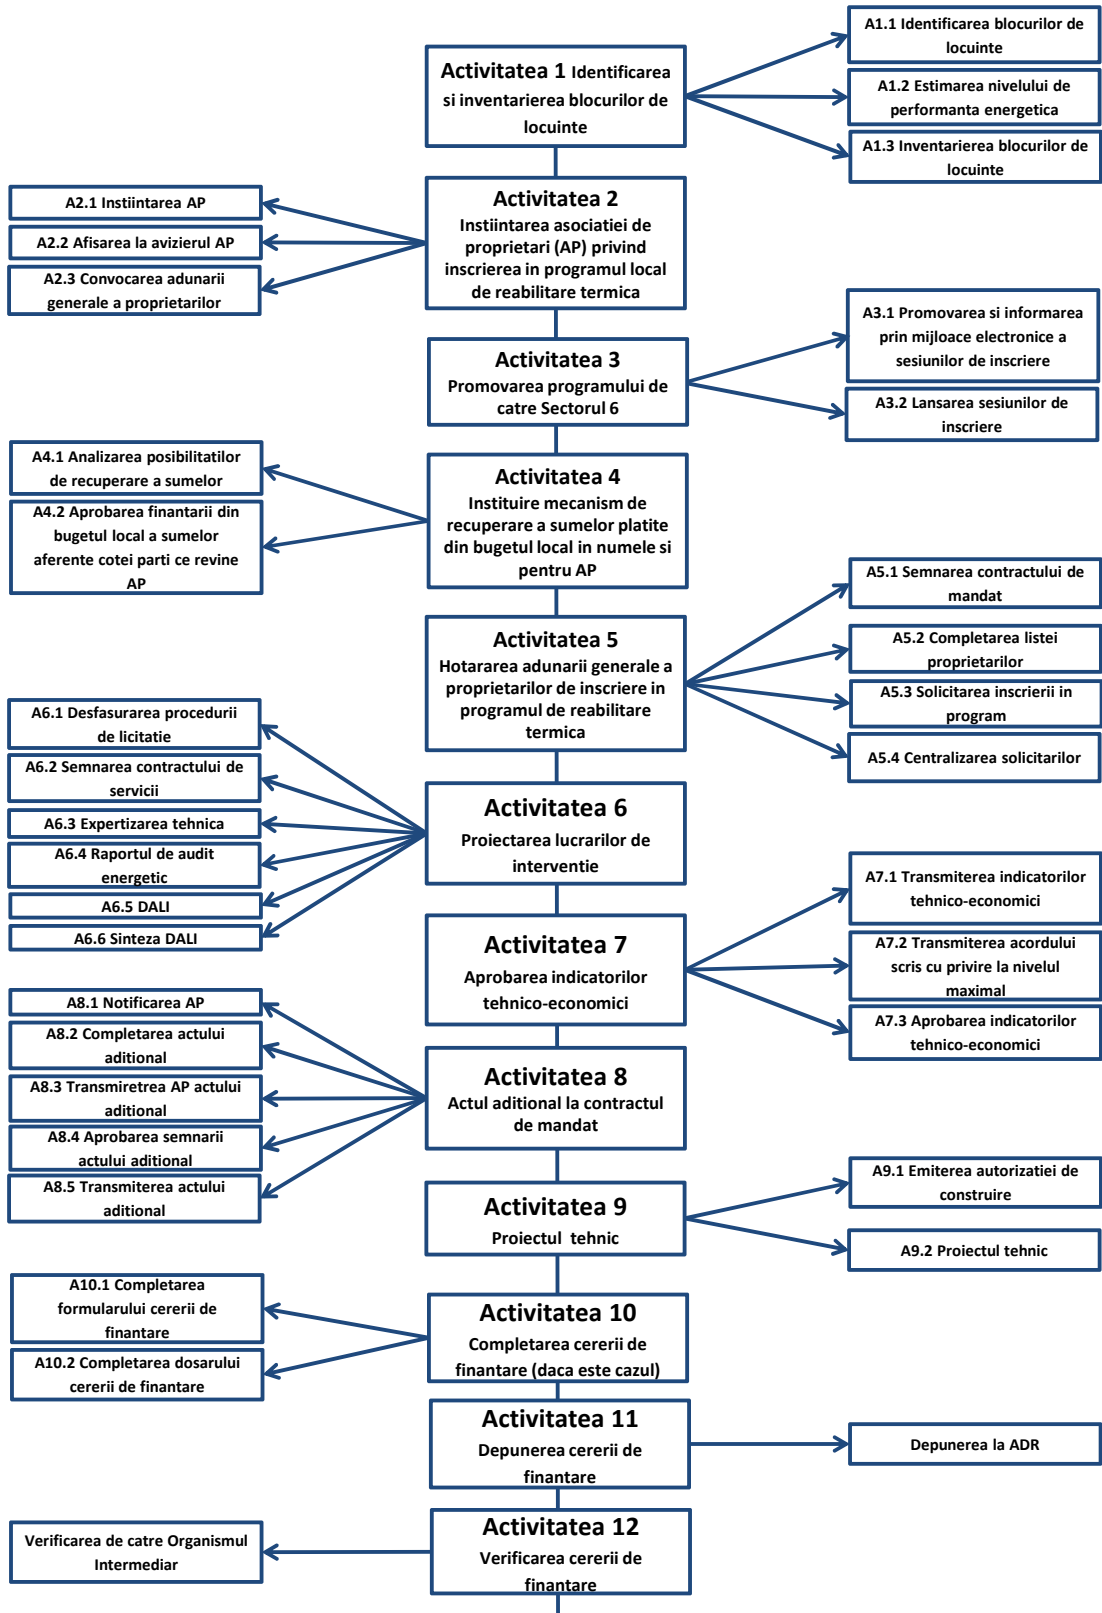 Activitatea 1 Identificarea
si inventarierea blocurilor de
locuinte
A1.1 Identificarea blocurilor de
locuinte
A1.2 Estimarea nivelului de
performanta energetica
A1.3 Inventarierea blocurilor de
locuinte
Activitatea 2
Instiintarea asociatiei de
proprietari (AP) privind
inscrierea in programul local
de reabilitare termica
A2.1 Instiintarea AP
A2.2 Afisarea la avizierul AP
A2.3 Convocarea adunarii
generale a proprietarilor
Activitatea 3
Promovarea programului de
catre Sectorul 6
A3.1 Promovarea si informarea
prin mijloace electronice a
sesiunilor de inscriere
A3.2 Lansarea sesiunilor de
inscriere
Activitatea 4
Instituire mecanism de
recuperare a sumelor platite
din bugetul local in numele si
pentru AP
A4.1 Analizarea posibilitatilor
de recuperare a sumelor
A4.2 Aprobarea finantarii din
bugetul local a sumelor
aferente cotei parti ce revine
AP
Activitatea 5
Hotararea adunarii generale a
proprietarilor de inscriere in
programul de reabilitare
termica
A5.1 Semnarea contractului de
mandat
A5.2 Completarea listei
proprietarilor
A5.3 Solicitarea inscrierii in
program
A5.4 Centralizarea solicitarilor
Activitatea 6
Proiectarea lucrarilor de
interventie
A6.1 Desfasurarea procedurii
de licitatie
A6.2 Semnarea contractului de
servicii
A6.3 Expertizarea tehnica
A6.4 Raportul de audit
energetic
A6.5 DALI
A6.6 Sinteza DALI
Activitatea 7
Aprobarea indicatorilor
tehnico-economici
A7.1 Transmiterea indicatorilor
tehnico-economici
A7.2 Transmiterea acordului
scris cu privire la nivelul
maximal
A7.3 Aprobarea indicatorilor
tehnico-economici
Activitatea 8
Actul aditional la contractul
de mandat
A8.1 Notificarea AP
A8.2 Completarea actului
aditional
A8.3 Transmiretrea AP actului
aditional
A8.4 Aprobarea semnarii
actului aditional
A8.5 Transmiterea actului
aditional
Activitatea 9
Proiectul tehnic
A9.1 Emiterea autorizatiei de
construire
A9.2 Proiectul tehnic
Activitatea 10
Completarea cererii de
finantare (daca este cazul)
A10.1 Completarea
formularului cererii de
finantare
A10.2 Completarea dosarului
cererii de finantare
Activitatea 11
Depunerea cererii de
finantare
Depunerea la ADR
Activitatea 12
Verificarea cererii de
finantare
Verificarea de catre Organismul
Intermediar